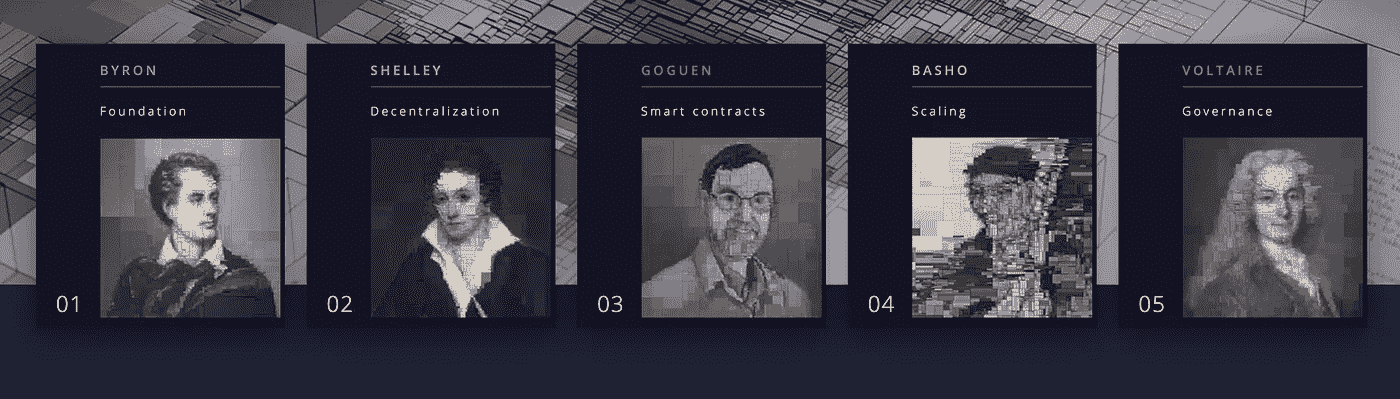 BYRON
Foundation
01
SHELLEY
Decentralization
02
GOGUEN
Smart contracts
03
BASHO
Scaling
04
VOLTAIRE
Governance
05